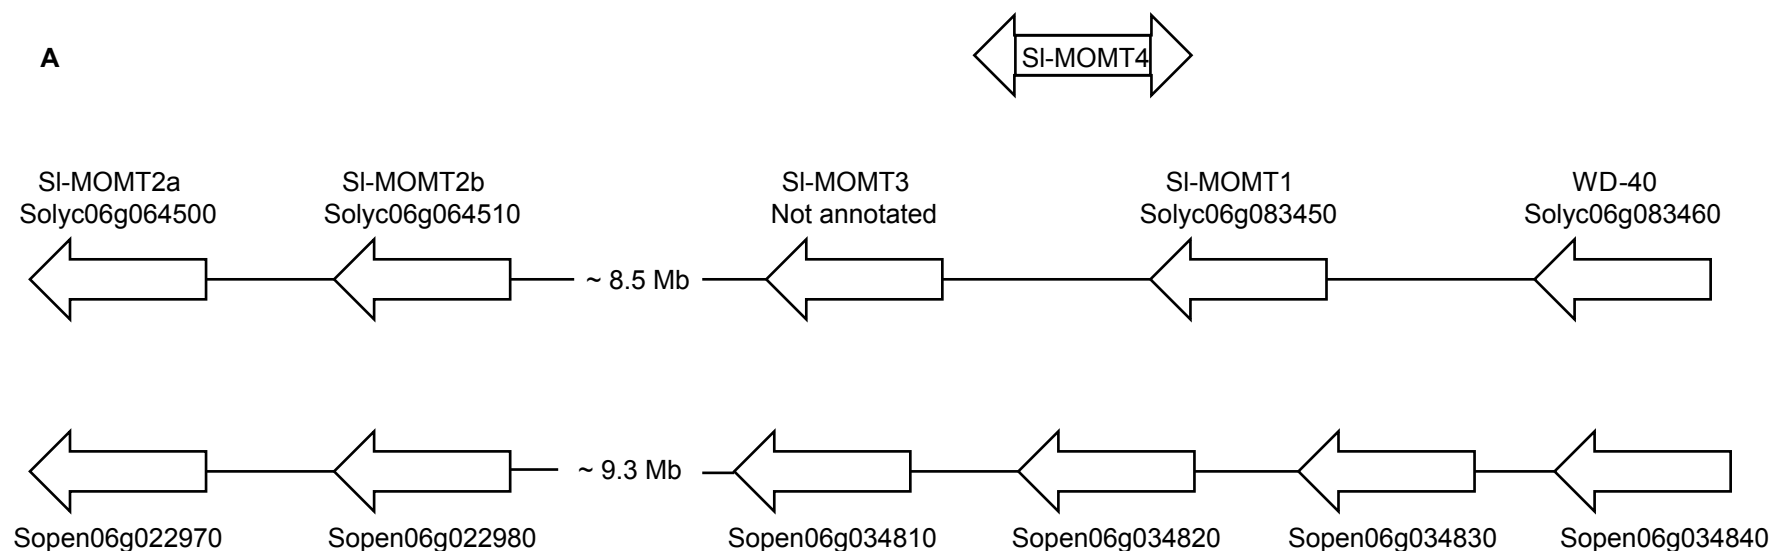 A
Sl-MOMT4
Sl-MOMT2a
Solyc06g064500
Sl-MOMT2b
Solyc06g064510
Sl-MOMT3
Not annotated
Sl-MOMT1
Solyc06g083450
WD-40
Solyc06g083460
~ 8.5 Mb
~ 9.3 Mb
Sopen06g022970
Sopen06g022980
Sopen06g034810
Sopen06g034820
Sopen06g034830
Sopen06g034840